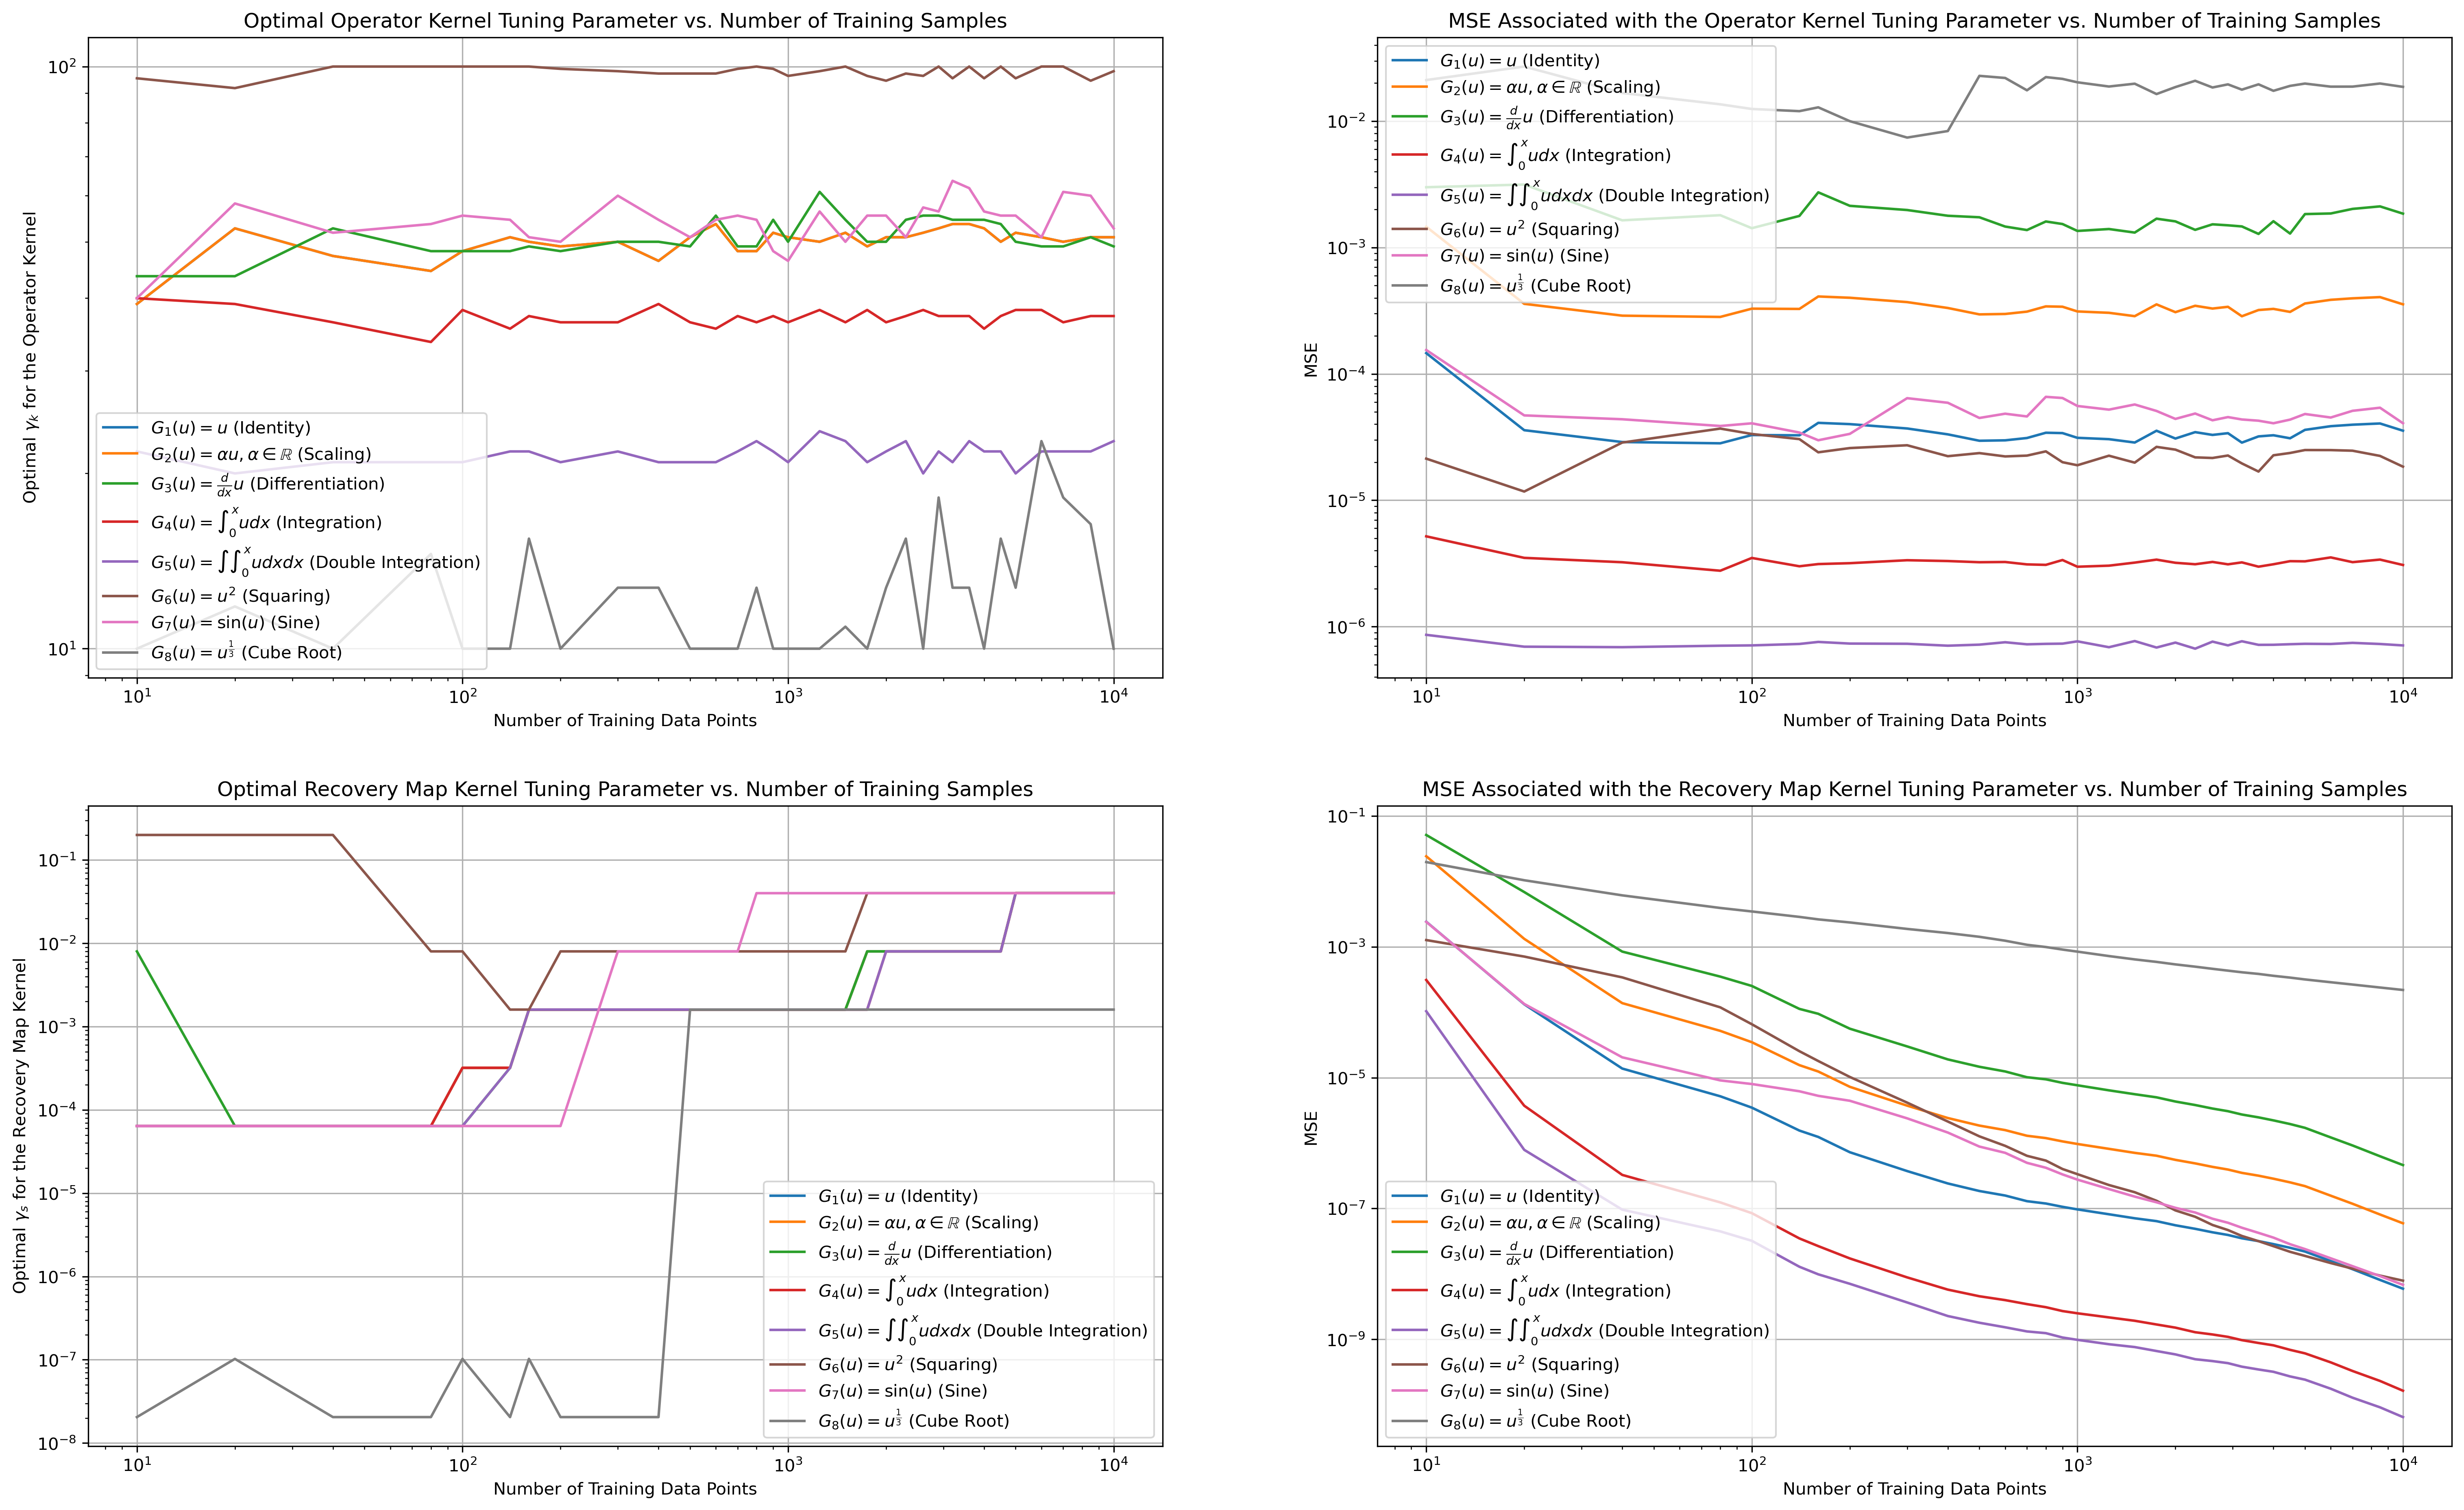 Optimal Operator Kernel Tuning Parameter vs. Number of Training Samples
Optimal γₖ for the Operator Kernel
10²
10¹
G₁(u) = u (Identity)
G₂(u) = αu, α ∈ ℝ (Scaling)
G₃(u) = d/dx u (Differentiation)
G₄(u) = ∫₀ˣ udx (Integration)
G₅(u) = ∫∫₀ˣ udxdx (Double Integration)
G₆(u) = u² (Squaring)
G₇(u) = sin(u) (Sine)
G₈(u) = u^(1/3) (Cube Root)
10¹ 10² 10³ 10⁴
Number of Training Data Points
MSE Associated with the Operator Kernel Tuning Parameter vs. Number of Training Samples
MSE
10⁻²
10⁻³
10⁻⁴
10⁻⁵
10⁻⁶
G₁(u) = u (Identity)
G₂(u) = αu, α ∈ ℝ (Scaling)
G₃(u) = d/dx u (Differentiation)
G₄(u) = ∫₀ˣ udx (Integration)
G₅(u) = ∫∫₀ˣ udxdx (Double Integration)
G₆(u) = u² (Squaring)
G₇(u) = sin(u) (Sine)
G₈(u) = u^(1/3) (Cube Root)
10¹ 10² 10³ 10⁴
Number of Training Data Points
Optimal Recovery Map Kernel Tuning Parameter vs. Number of Training Samples
Optimal γₛ for the Recovery Map Kernel
10⁻¹
10⁻²
10⁻³
10⁻⁴
10⁻⁵
10⁻⁶
10⁻⁷
10⁻⁸
G₁(u) = u (Identity)
G₂(u) = αu, α ∈ ℝ (Scaling)
G₃(u) = d/dx u (Differentiation)
G₄(u) = ∫₀ˣ udx (Integration)
G₅(u) = ∫∫₀ˣ udxdx (Double Integration)
G₆(u) = u² (Squaring)
G₇(u) = sin(u) (Sine)
G₈(u) = u^(1/3) (Cube Root)
10¹ 10² 10³ 10⁴
Number of Training Data Points
MSE Associated with the Recovery Map Kernel Tuning Parameter vs. Number of Training Samples
MSE
10⁻¹
10⁻³
10⁻⁵
10⁻⁷
10⁻⁹
G₁(u) = u (Identity)
G₂(u) = αu, α ∈ ℝ (Scaling)
G₃(u) = d/dx u (Differentiation)
G₄(u) = ∫₀ˣ udx (Integration)
G₅(u) = ∫∫₀ˣ udxdx (Double Integration)
G₆(u) = u² (Squaring)
G₇(u) = sin(u) (Sine)
G₈(u) = u^(1/3) (Cube Root)
10¹ 10² 10³ 10⁴
Number of Training Data Points